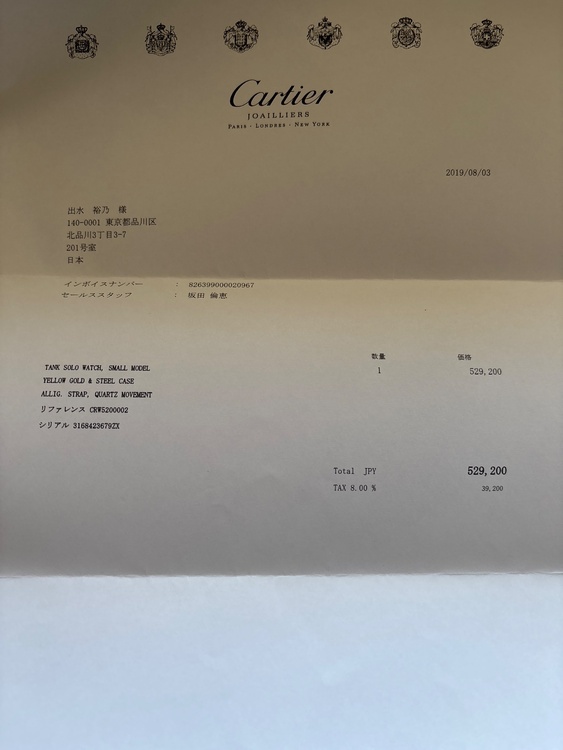 Cartier
JOAILLIERS
PARIS - LONDRES - NEW YORK
2019/08/03
出水 裕乃 様
140-0001 東京都品川区
北品川3丁目3-7
201号室
日本
インボイスナンバー : 826399000020967
セールススタッフ : 坂田 倫恵
数量 価格
TANK SOLO WATCH, SMALL MODEL 1 529,200
YELLOW GOLD & STEEL CASE
ALLIG. STRAP, QUARTZ MOVEMENT
リファレンス CRW5200002
シリアル 3168423679ZX
Total JPY 529,200
TAX 8.00 % 39,200